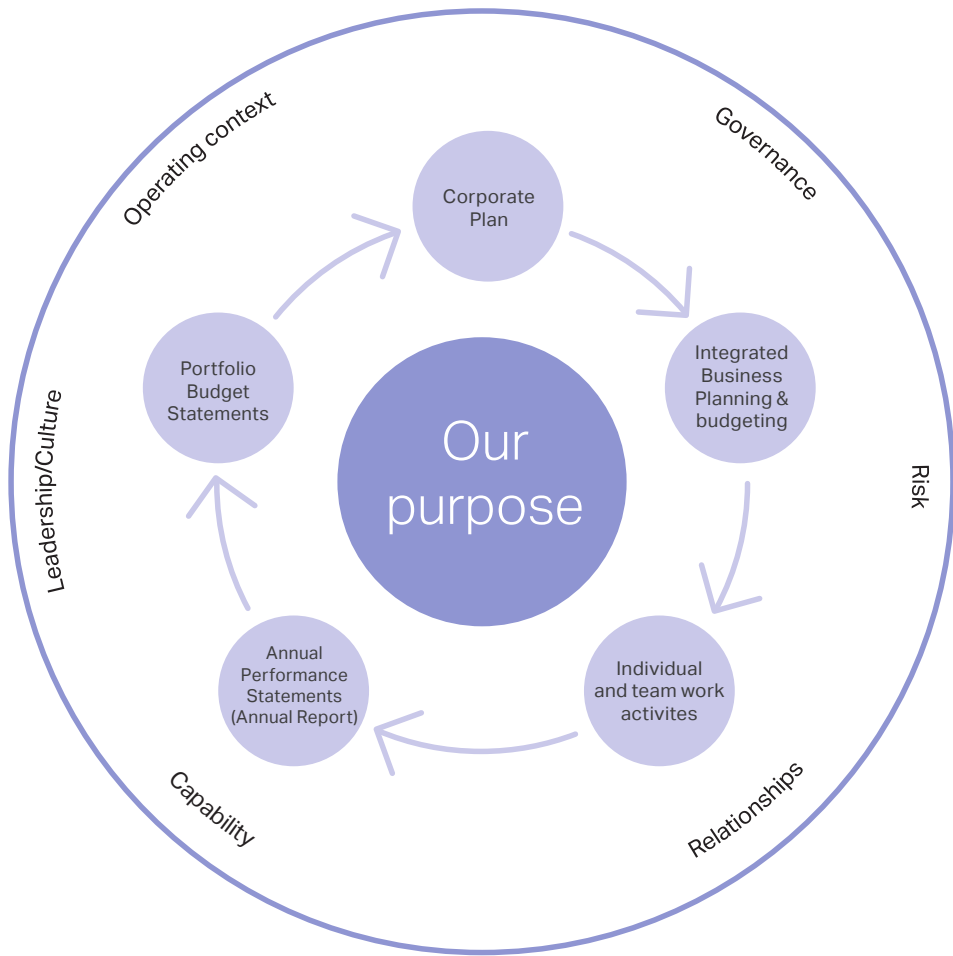 Operating context
Governance
Corporate
Plan
Portfolio
Budget
Statements
Integrated
Business
Planning &
budgeting
Our
purpose
Leadership/Culture
Risk
Annual
Performance
Statements
(Annual Report)
Individual
and team work
activites
Capability
Relationships